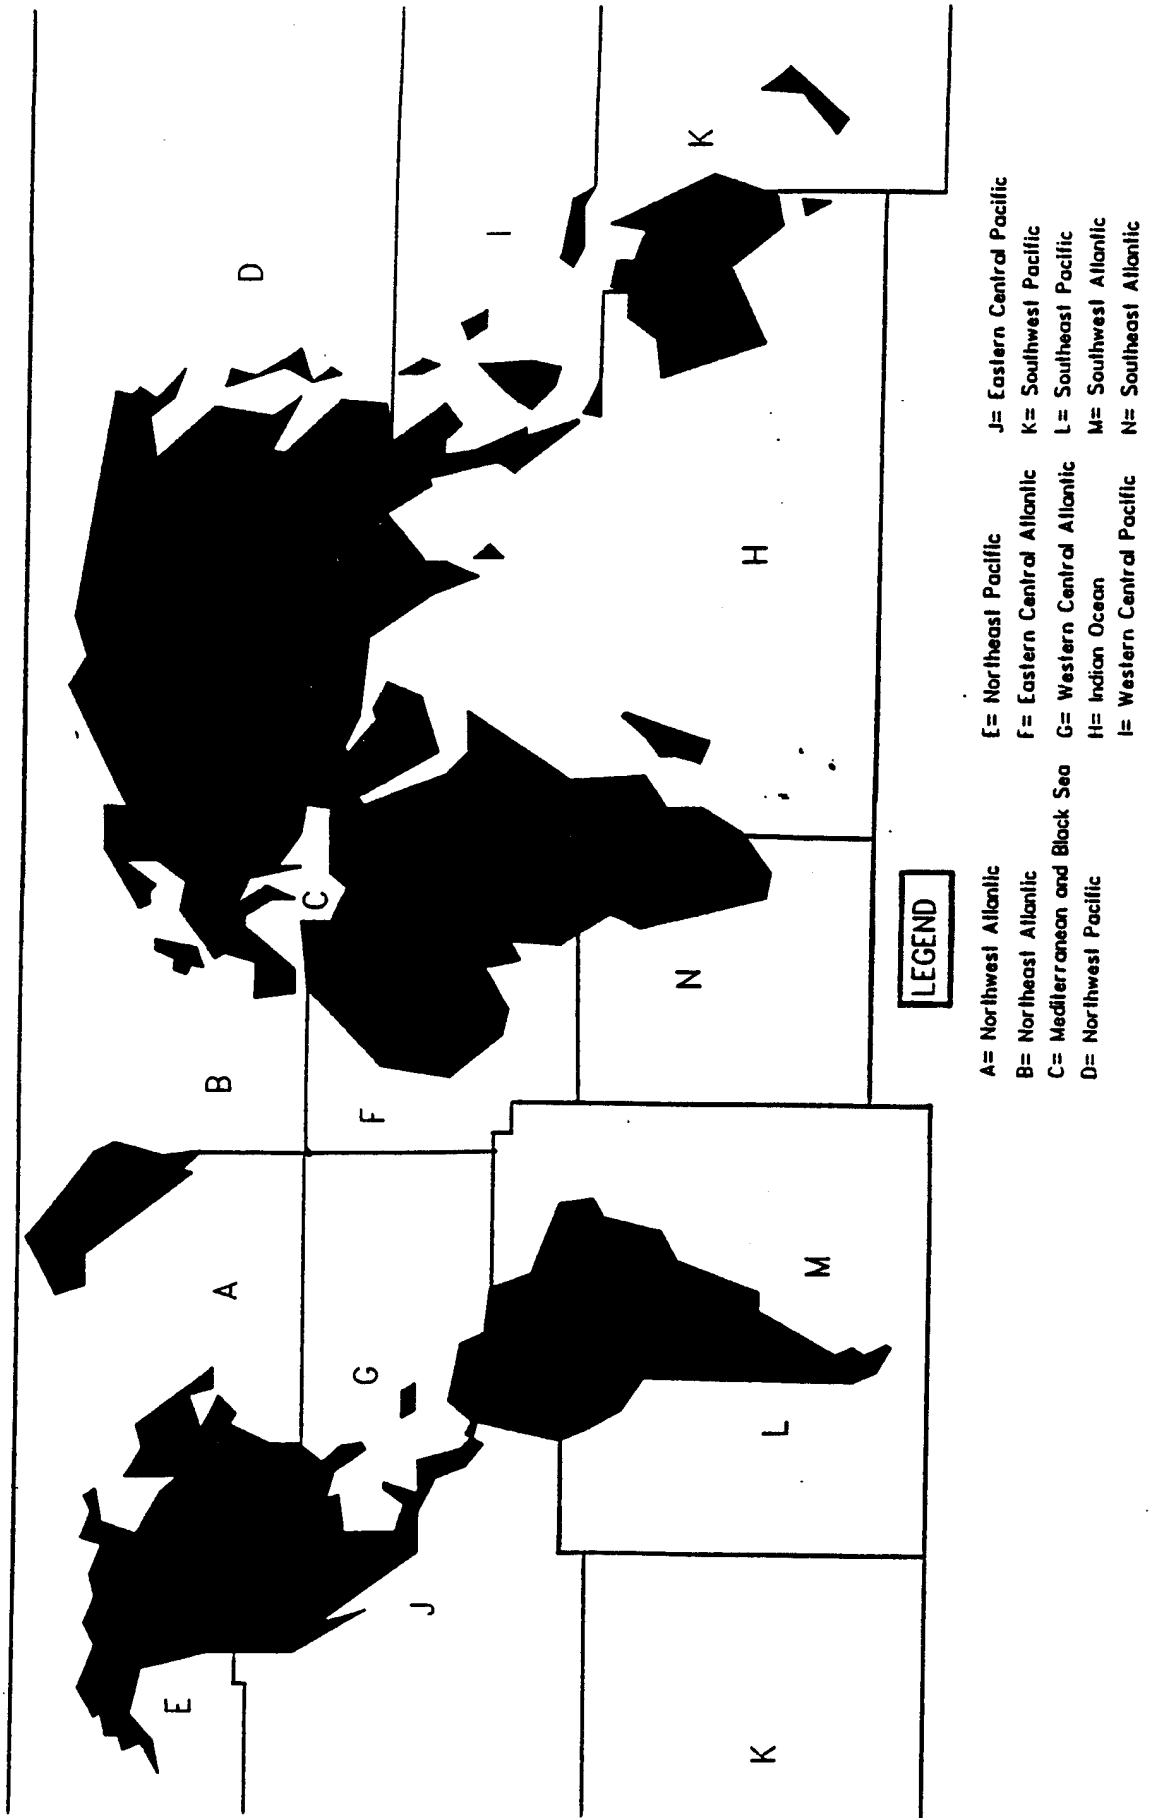 D
I
K
E
A
B
C
H
J
G
F
N
K
L
M
LEGEND
A= Northwest Atlantic
B= Northeast Atlantic
C= Mediterranean and Black Sea
D= Northwest Pacific
E= Northeast Pacific
F= Eastern Central Atlantic
G= Western Central Atlantic
H= Indian Ocean
I= Western Central Pacific
J= Eastern Central Pacific
K= Southwest Pacific
L= Southeast Pacific
M= Southwest Atlantic
N= Southeast Atlantic